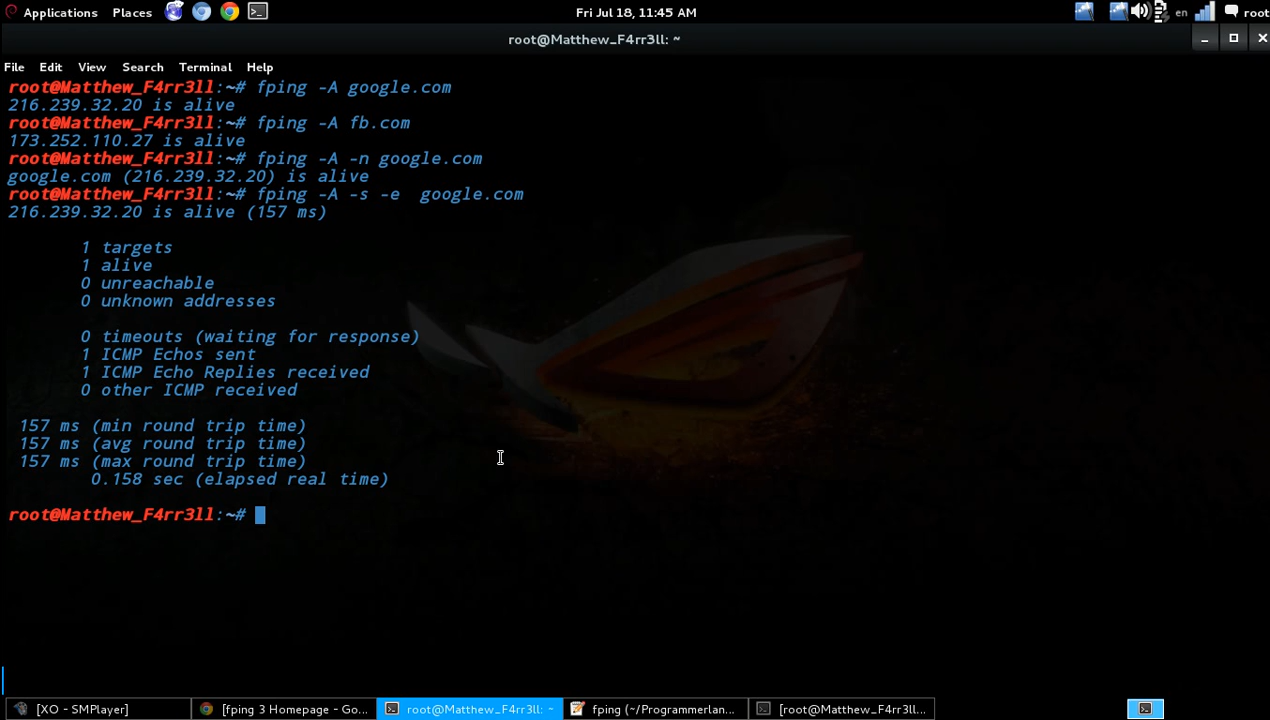 Applications Places Fri Jul 18, 11:45 AM en root
root@Matthew_F4rr3ll: ~
File Edit View Search Terminal Help
root@Matthew_F4rr3ll:~# fping -A google.com
216.239.32.20 is alive
root@Matthew_F4rr3ll:~# fping -A fb.com
173.252.110.27 is alive
root@Matthew_F4rr3ll:~# fping -A -n google.com
google.com (216.239.32.20) is alive
root@Matthew_F4rr3ll:~# fping -A -s -e  google.com
216.239.32.20 is alive (157 ms)
1 targets
1 alive
0 unreachable
0 unknown addresses
0 timeouts (waiting for response)
1 ICMP Echos sent
1 ICMP Echo Replies received
0 other ICMP received
157 ms (min round trip time)
157 ms (avg round trip time)
157 ms (max round trip time)
0.158 sec (elapsed real time)
root@Matthew_F4rr3ll:~#
[XO - SMPlayer] [fping 3 Homepage - Go... root@Matthew_F4rr3ll: ~ fping (~/Programmerlan... [root@Matthew_F4rr3ll...